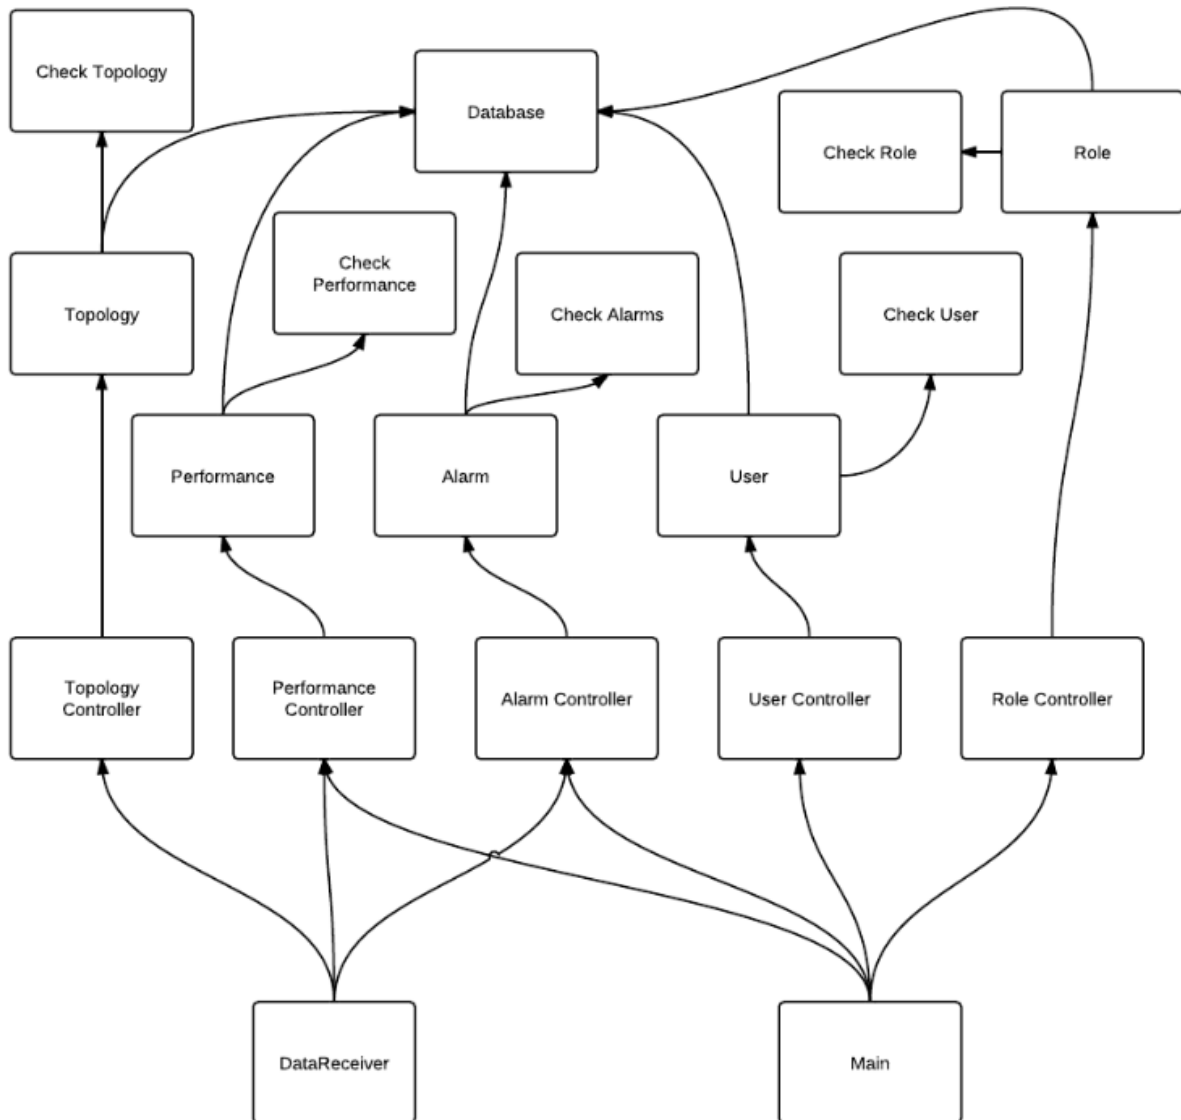 Check Topology
Database
Check Role
Role
Check
Performance
Topology
Check Alarms
Check User
Performance
Alarm
User
Topology
Controller
Performance
Controller
Alarm Controller
User Controller
Role Controller
DataReceiver
Main